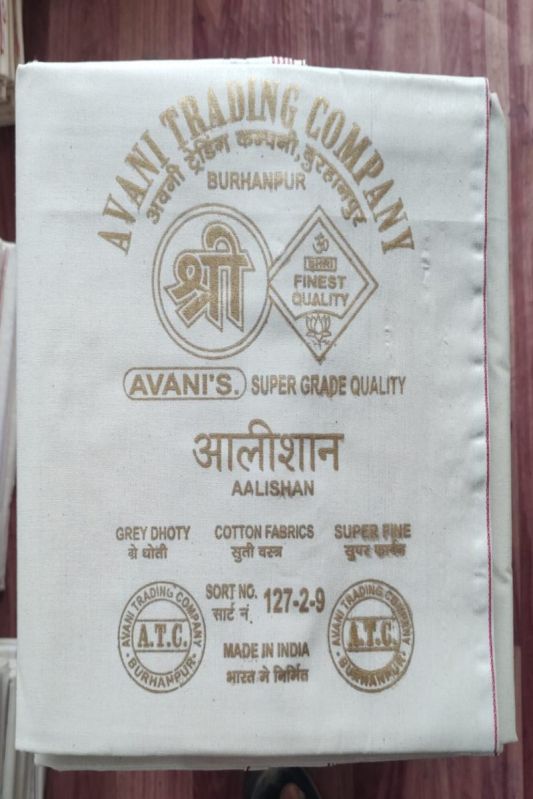 AVANI TRADING COMPANY
अवनी ट्रेडिंग कम्पनी, बुरहानपुर
BURHANPUR
श्री
ॐ
SHRI
FINEST
QUALITY
AVANI'S. SUPER GRADE QUALITY
आलीशान
AALISHAN
GREY DHOTY COTTON FABRICS SUPER FINE
ग्रे धोती सुती वस्त्र सुपर फाईन
SORT NO. 127-2-9
सार्ट नं.
AVANI TRADING COMPANY
A.T.C.
BURHANPUR
AVANI TRADING COMPANY
A.T.C.
BURHANPUR
MADE IN INDIA
भारत मे निर्मित